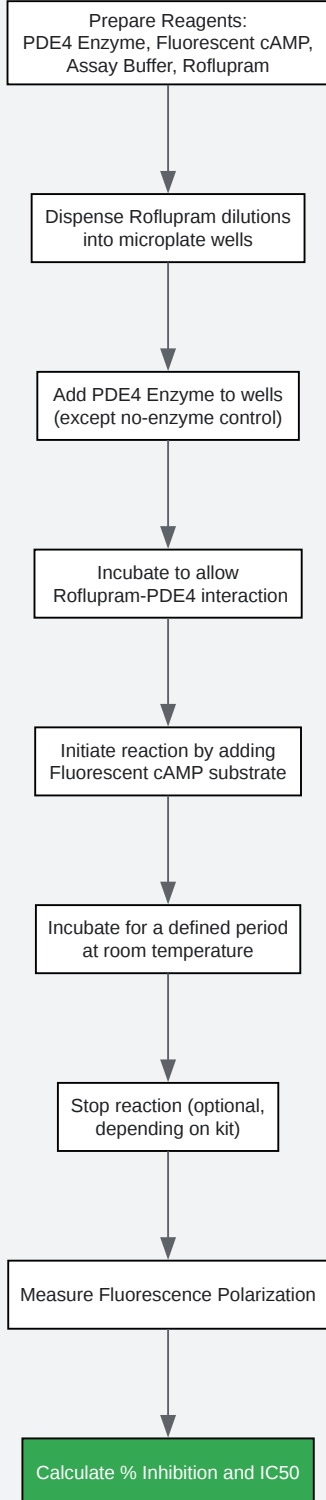 Prepare Reagents:
PDE4 Enzyme, Fluorescent cAMP,
Assay Buffer, Roflupram
Dispense Roflupram dilutions
into microplate wells
Add PDE4 Enzyme to wells
(except no-enzyme control)
Incubate to allow
Roflupram-PDE4 interaction
Initiate reaction by adding
Fluorescent cAMP substrate
Incubate for a defined period
at room temperature
Stop reaction (optional,
depending on kit)
Measure Fluorescence Polarization
Calculate % Inhibition and IC50